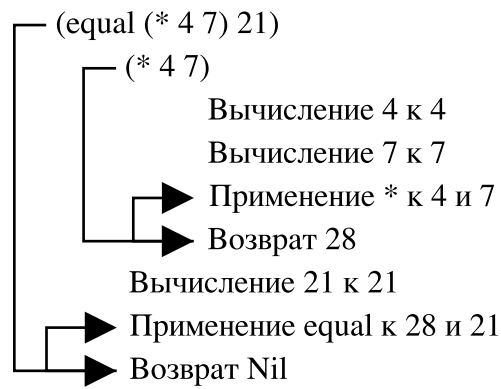 (equal (* 4 7) 21)
(* 4 7)
Вычисление 4 к 4
Вычисление 7 к 7
Применение * к 4 и 7
Возврат 28
Вычисление 21 к 21
Применение equal к 28 и 21
Возврат Nil